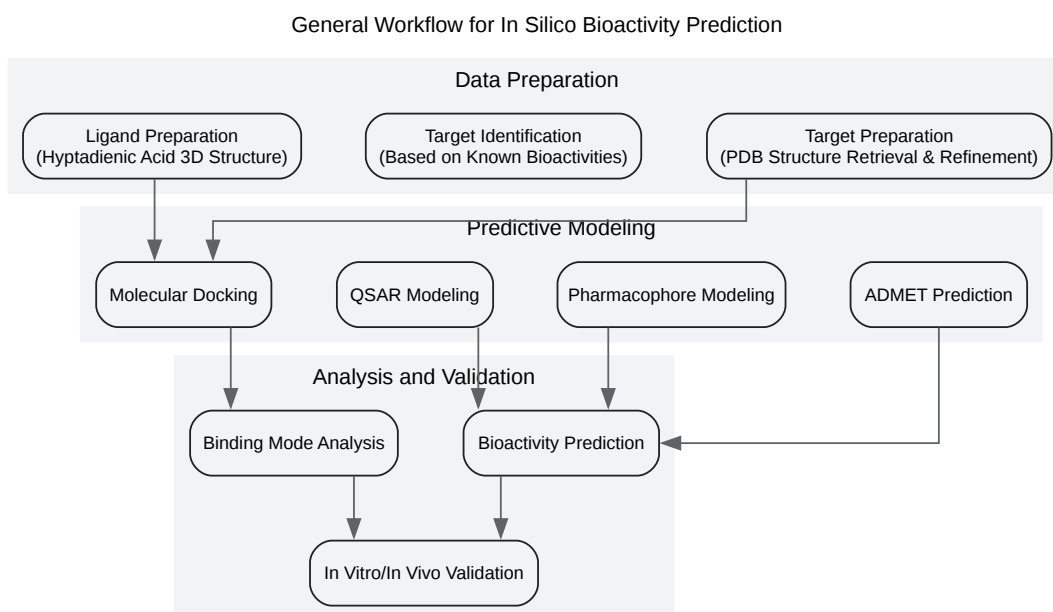 General Workflow for In Silico Bioactivity Prediction
Data Preparation
Ligand Preparation
(Hyptadienic Acid 3D Structure)
Target Identification
(Based on Known Bioactivities)
Target Preparation
(PDB Structure Retrieval & Refinement)
Predictive Modeling
Molecular Docking
QSAR Modeling
Pharmacophore Modeling
ADMET Prediction
Analysis and Validation
Binding Mode Analysis
Bioactivity Prediction
In Vitro/In Vivo Validation